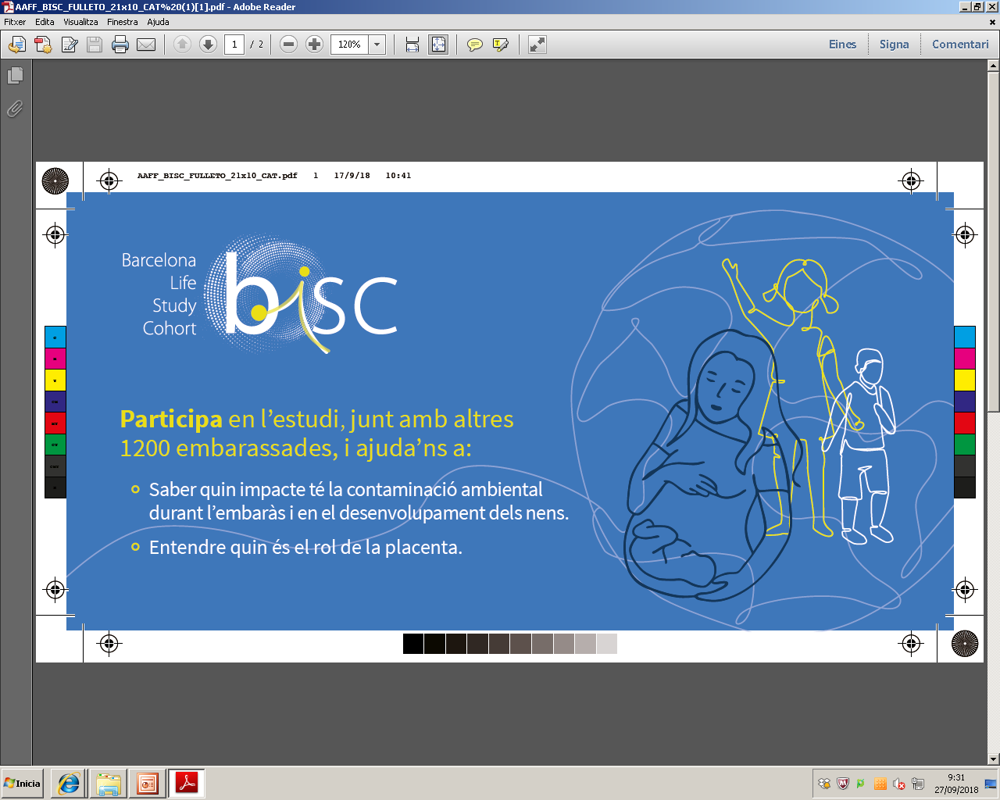 AAFF_BISC_FULLETO_21x10_CAT%20(1)[1].pdf - Adobe Reader
Fitxer Edita Visualitza Finestra Ajuda
1 / 2 120% Eines Signa Comentari
AAFF_BISC_FULLETO_21x10_CAT.pdf 1 17/9/18 10:41
Barcelona
Life
Study
Cohort
bisc
Participa en l’estudi, junt amb altres
1200 embarassades, i ajuda’ns a:
Saber quin impacte té la contaminació ambiental
durant l’embaràs i en el desenvolupament dels nens.
Entendre quin és el rol de la placenta.
Inicia
9:31
27/09/2018